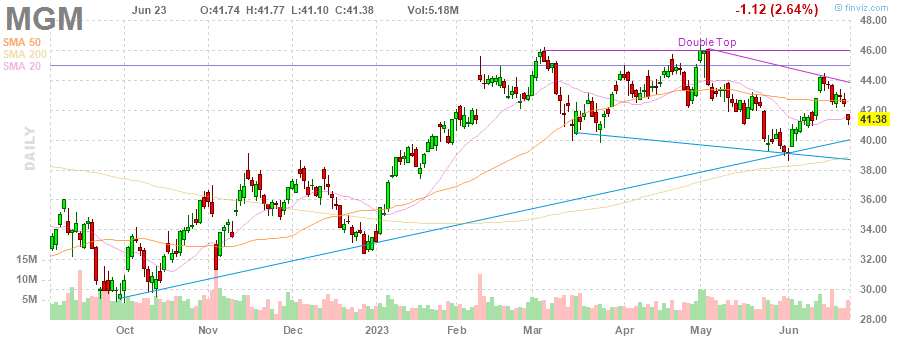 MGM
Jun 23 O:41.74 H:41.77 L:41.10 C:41.38 Vol:5.18M -1.12 (2.64%) © finviz.com
SMA 50
SMA 200
SMA 20
Double Top
DAILY
48.00
46.00
44.00
42.00
41.38
40.00
38.00
36.00
34.00
32.00
30.00
28.00
15M
10M
5M
Oct Nov Dec 2023 Feb Mar Apr May Jun